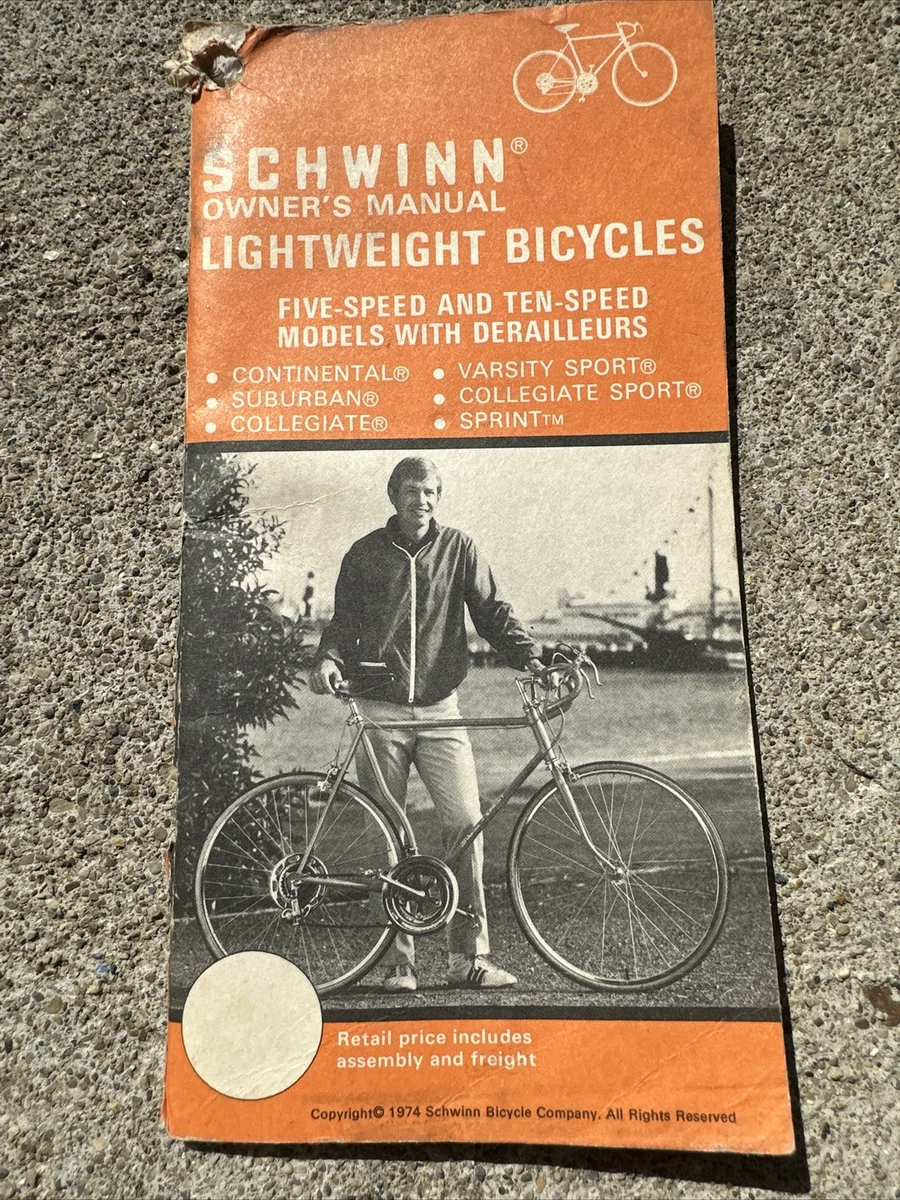 SCHWINN®
OWNER'S MANUAL
LIGHTWEIGHT BICYCLES
FIVE-SPEED AND TEN-SPEED
MODELS WITH DERAILLEURS
• CONTINENTAL® • VARSITY SPORT®
• SUBURBAN® • COLLEGIATE SPORT®
• COLLEGIATE® • SPRINT™
Retail price includes
assembly and freight
Copyright© 1974 Schwinn Bicycle Company. All Rights Reserved